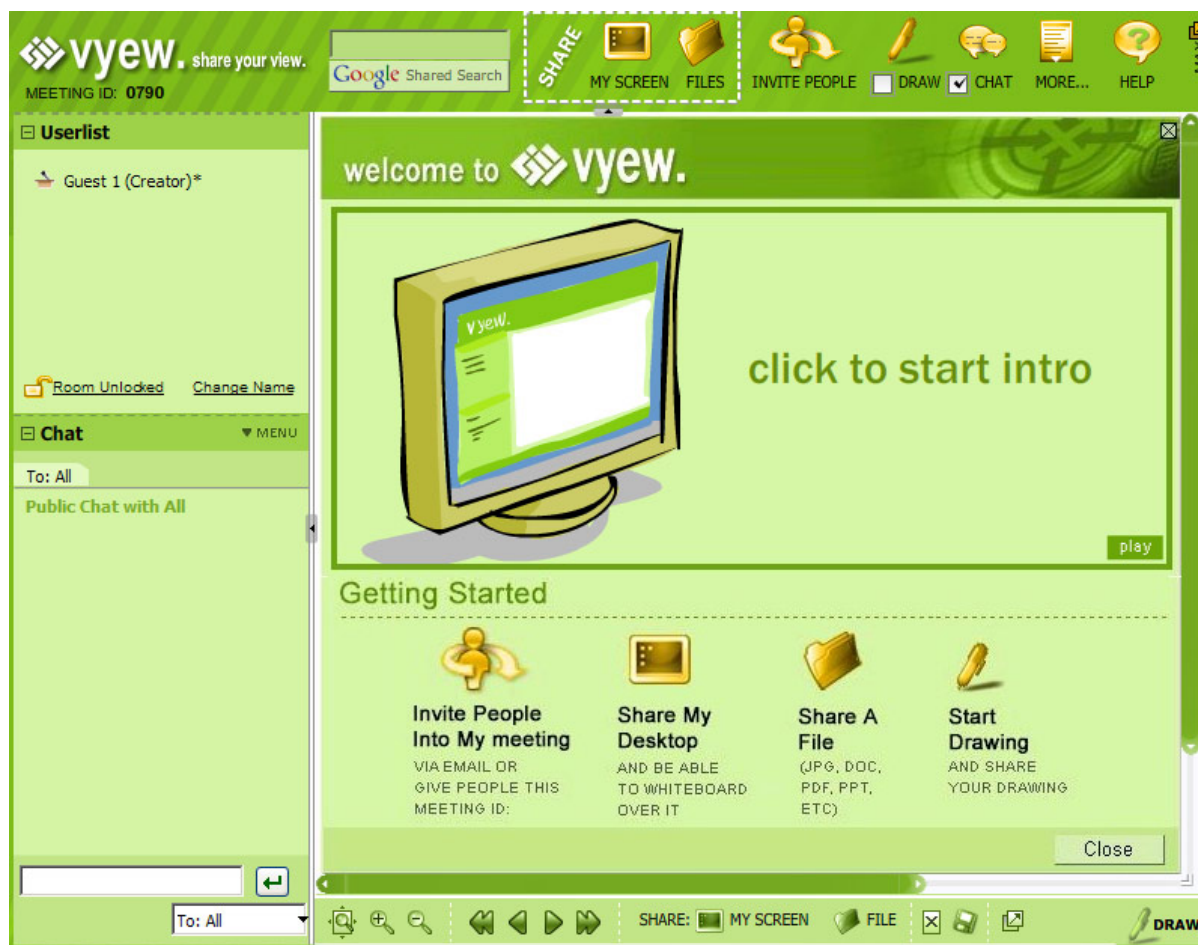 vyew. share your view.
MEETING ID: 0790
Google Shared Search
SHARE
MY SCREEN
FILES
INVITE PEOPLE
DRAW
CHAT
MORE...
HELP
Userlist
Guest 1 (Creator)*
Room Unlocked
Change Name
Chat
MENU
To: All
Public Chat with All
To: All
welcome to vyew.
vyew.
click to start intro
play
Getting Started
Invite People
Into My meeting
VIA EMAIL OR
GIVE PEOPLE THIS
MEETING ID:
Share My
Desktop
AND BE ABLE
TO WHITEBOARD
OVER IT
Share A
File
(JPG, DOC,
PDF, PPT,
ETC)
Start
Drawing
AND SHARE
YOUR DRAWING
Close
SHARE: MY SCREEN FILE
DRAW